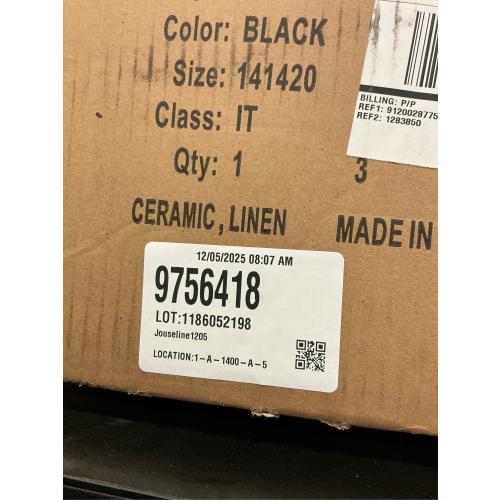 Color: BLACK
Size: 141420
Class: IT
Qty: 1
3
CERAMIC, LINEN
MADE IN
BILLING: P/P
REF1: 9120028775
REF2: 1283850
12/05/2025 08:07 AM
9756418
LOT:1186052198
Jouseline1205
LOCATION:1-A-1400-A-5